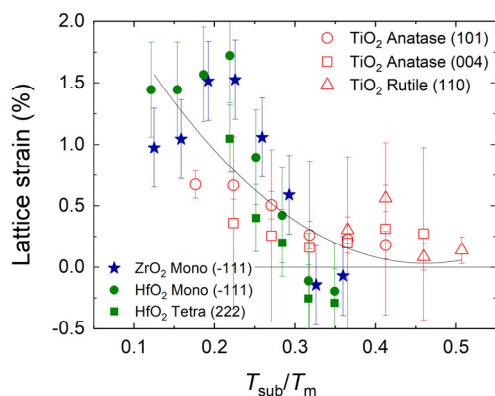 2.0
1.5
1.0
0.5
0.0
-0.5
Lattice strain (%)
TiO₂ Anatase (101)
TiO₂ Anatase (004)
TiO₂ Rutile (110)
ZrO₂ Mono (-111)
HfO₂ Mono (-111)
HfO₂ Tetra (222)
0.1 0.2 0.3 0.4 0.5
T_sub/T_m